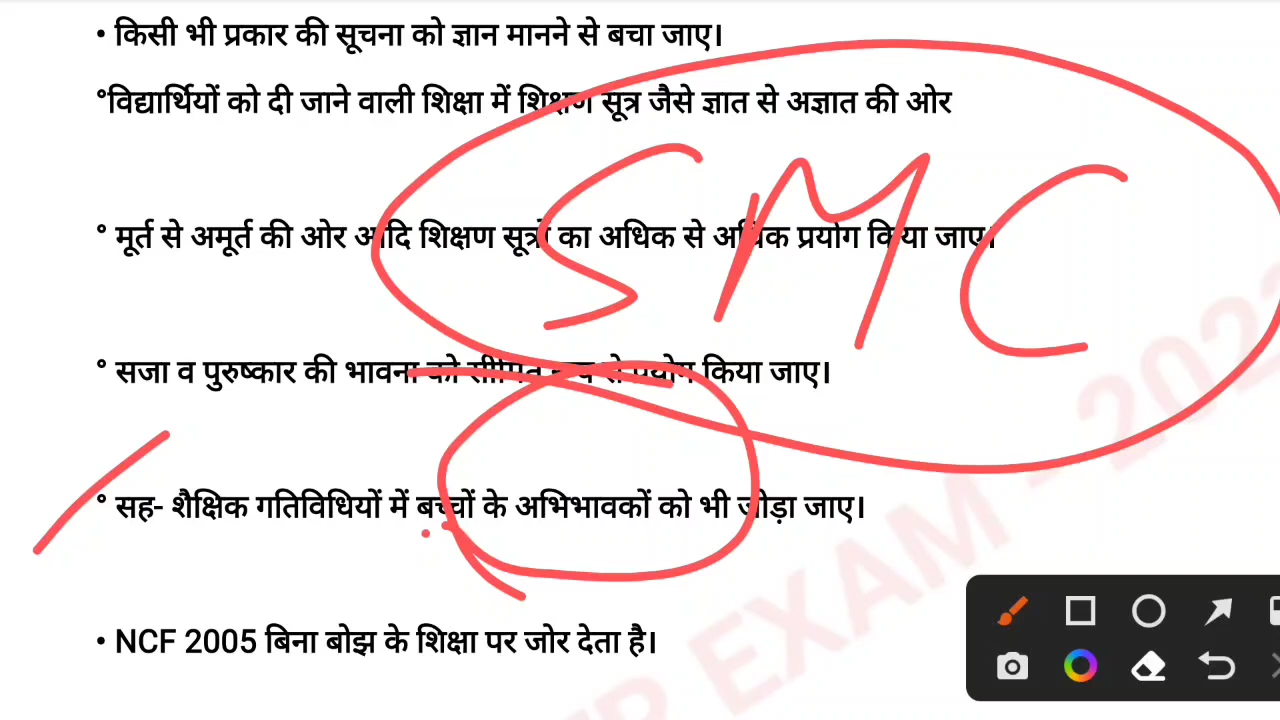 • किसी भी प्रकार की सूचना को ज्ञान मानने से बचा जाए।
°विद्यार्थियों को दी जाने वाली शिक्षा में शिक्षण सूत्र जैसे ज्ञात से अज्ञात की ओर
SMC
° मूर्त से अमूर्त की ओर आदि शिक्षण सूत्रों का अधिक से अधिक प्रयोग किया जाए।
° सजा व पुरुष्कार की भावना को सीमित रूप से प्रयोग किया जाए।
° सह- शैक्षिक गतिविधियों में बच्चों के अभिभावकों को भी जोड़ा जाए।
• NCF 2005 बिना बोझ के शिक्षा पर जोर देता है।
EXAM